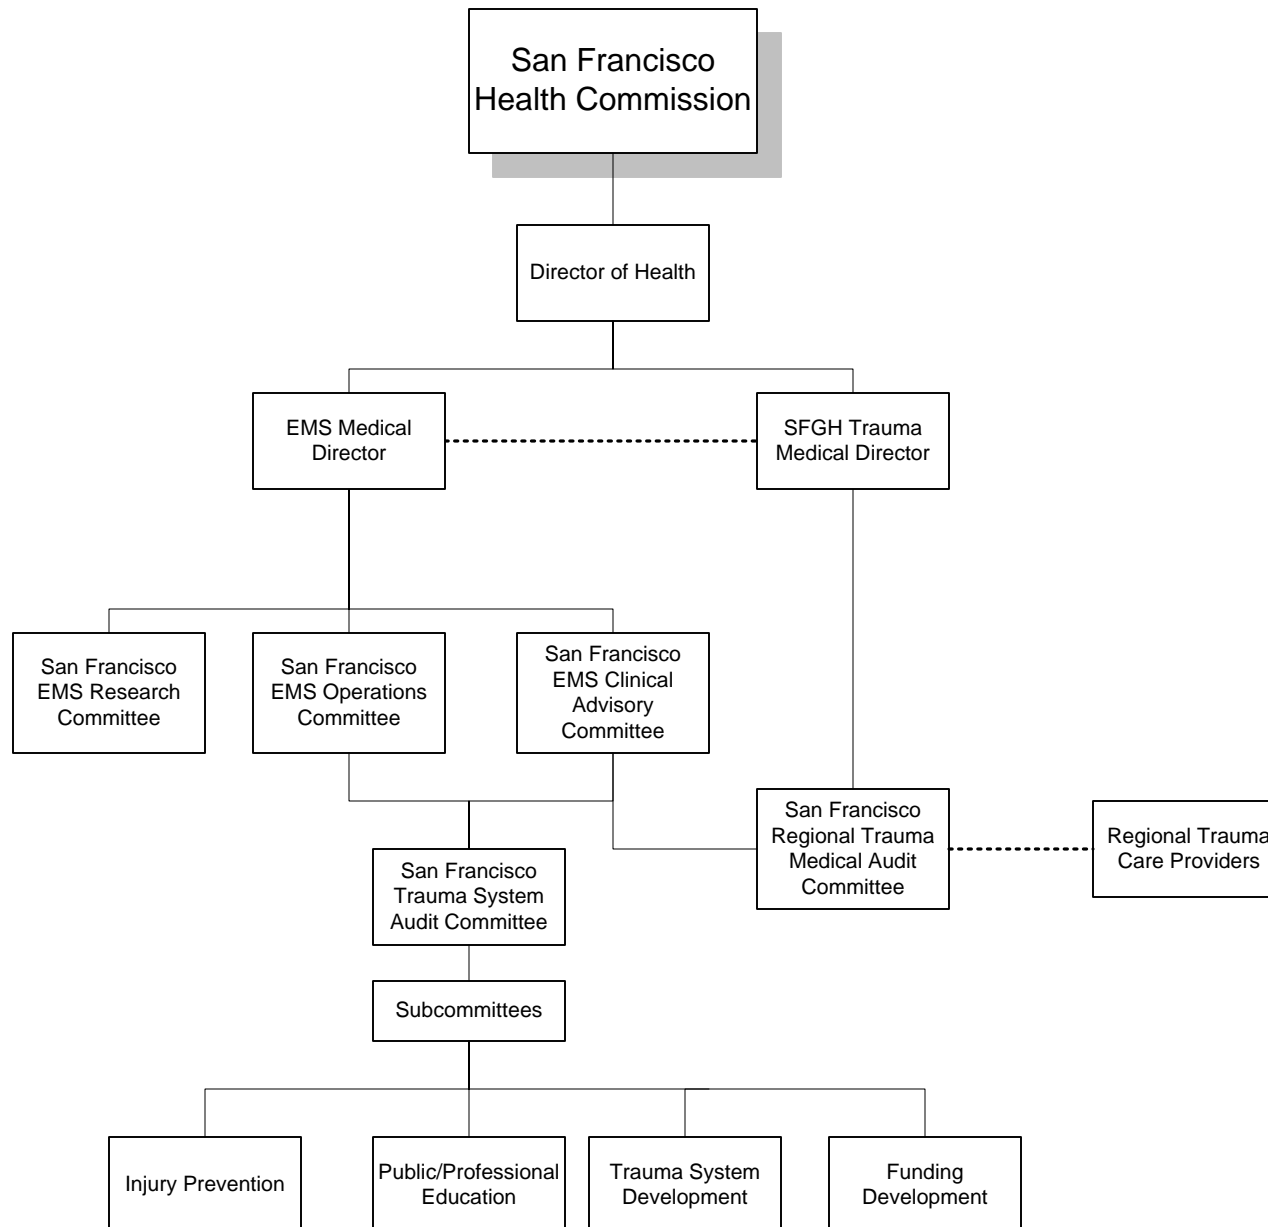 San Francisco
Health Commission
Director of Health
EMS Medical
Director
SFGH Trauma
Medical Director
San Francisco
EMS Research
Committee
San Francisco
EMS Operations
Committee
San Francisco
EMS Clinical
Advisory
Committee
San Francisco
Regional Trauma
Medical Audit
Committee
Regional Trauma
Care Providers
San Francisco
Trauma System
Audit Committee
Subcommittees
Injury Prevention
Public/Professional
Education
Trauma System
Development
Funding
Development